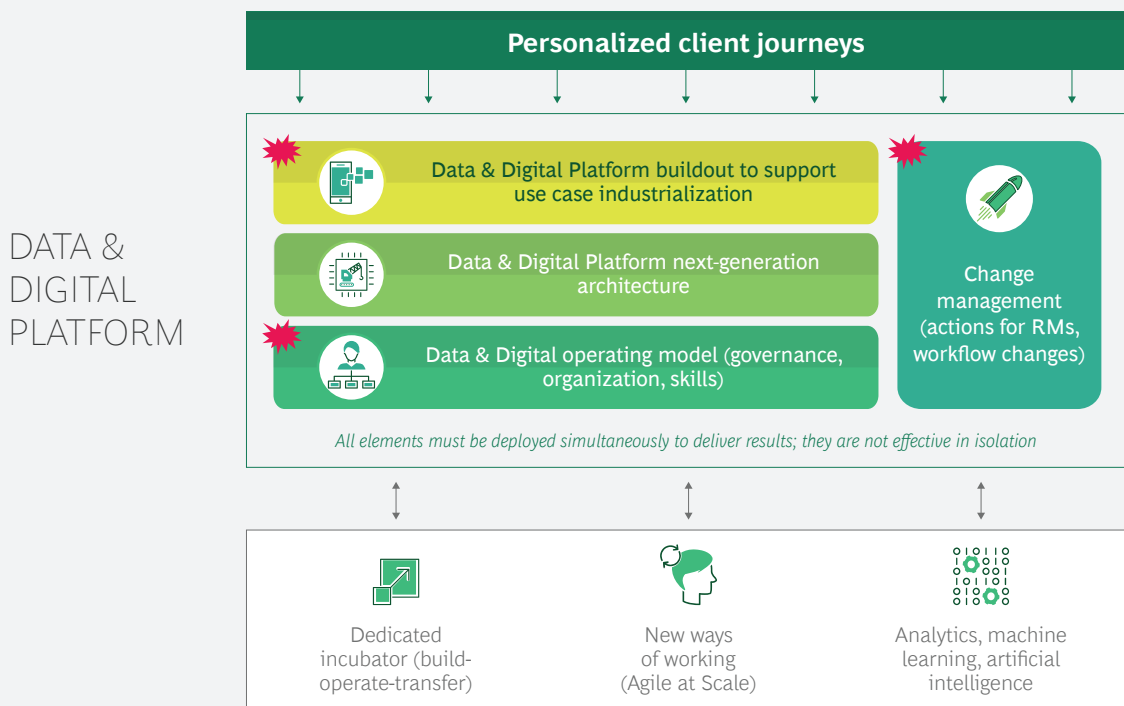 Personalized client journeys
DATA &
DIGITAL
PLATFORM
Data & Digital Platform buildout to support
use case industrialization
Data & Digital Platform next-generation
architecture
Data & Digital operating model (governance,
organization, skills)
Change
management
(actions for RMs,
workflow changes)
All elements must be deployed simultaneously to deliver results; they are not effective in isolation
Dedicated
incubator (build-
operate-transfer)
New ways
of working
(Agile at Scale)
Analytics, machine
learning, artificial
intelligence